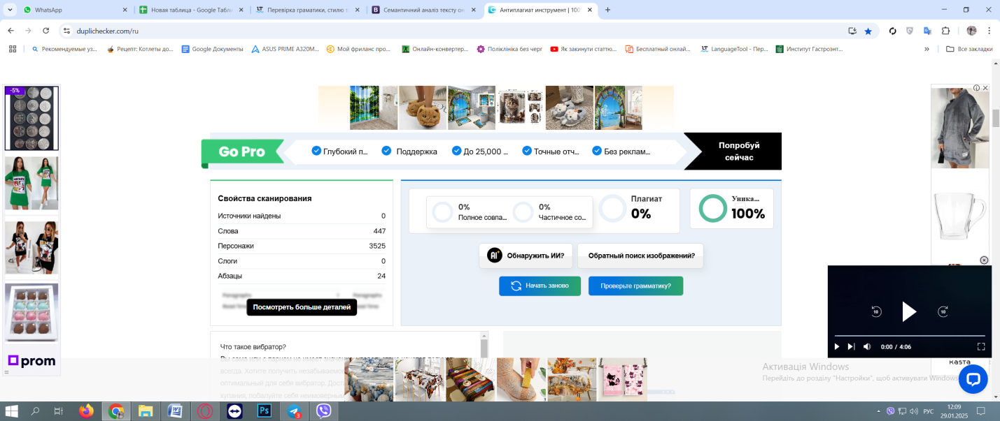 WhatsApp
Новая таблица - Google Табли
Перевірка граматики, стилю т
Семантичний аналіз тексту он
Антиплагиат инструмент | 100
duplichecker.com/ru
Рекомендуемые уз...
Рецепт: Котлеты до...
Google Документы
ASUS PRIME A320M...
Мой фриланс про...
Онлайн-конвертер...
Поліклініка без черг
Як закинути статтю...
Бесплатный онлай...
LanguageTool - Пер...
Институт Гастроэнт...
Все закладки
-5%
Go Pro
Глубокий п...
Поддержка
До 25,000 ...
Точные отч...
Без реклам...
Попробуй
сейчас
Свойства сканирования
Источники найдены 0
Слова 447
Персонажи 3525
Слоги 0
Абзацы 24
Посмотреть больше деталей
0%
Полное совпа...
0%
Частичное со...
Плагиат
0%
Уника...
100%
AI
Обнаружить ИИ?
Обратный поиск изображений?
Начать заново
Проверьте грамматику?
Что такое вибратор?
всегда. Хотите получить незабываемо
оптимальный для себя вибратор. Дост
купания, побалуйте себя неимоверным
prom
10
10
0:00 / 4:06
kasta
Активація Windows
Перейдіть до розділу "Настройки", щоб активувати Windows
3
РУС
12:09
29.01.2025